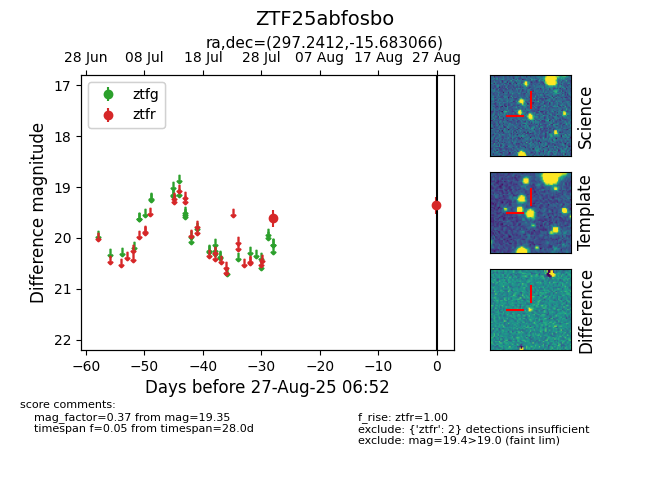 ZTF25abfosbo
ra,dec=(297.2412,-15.683066)
28 Jun 08 Jul 18 Jul 28 Jul 07 Aug 17 Aug 27 Aug
ztfg
ztfr
Difference magnitude
17
18
19
20
21
22
−60 −50 −40 −30 −20 −10 0
Days before 27-Aug-25 06:52
Science
Template
Difference
score comments:
mag_factor=0.37 from mag=19.35
timespan f=0.05 from timespan=28.0d
f_rise: ztfr=1.00
exclude: {'ztfr': 2} detections insufficient
exclude: mag=19.4>19.0 (faint lim)